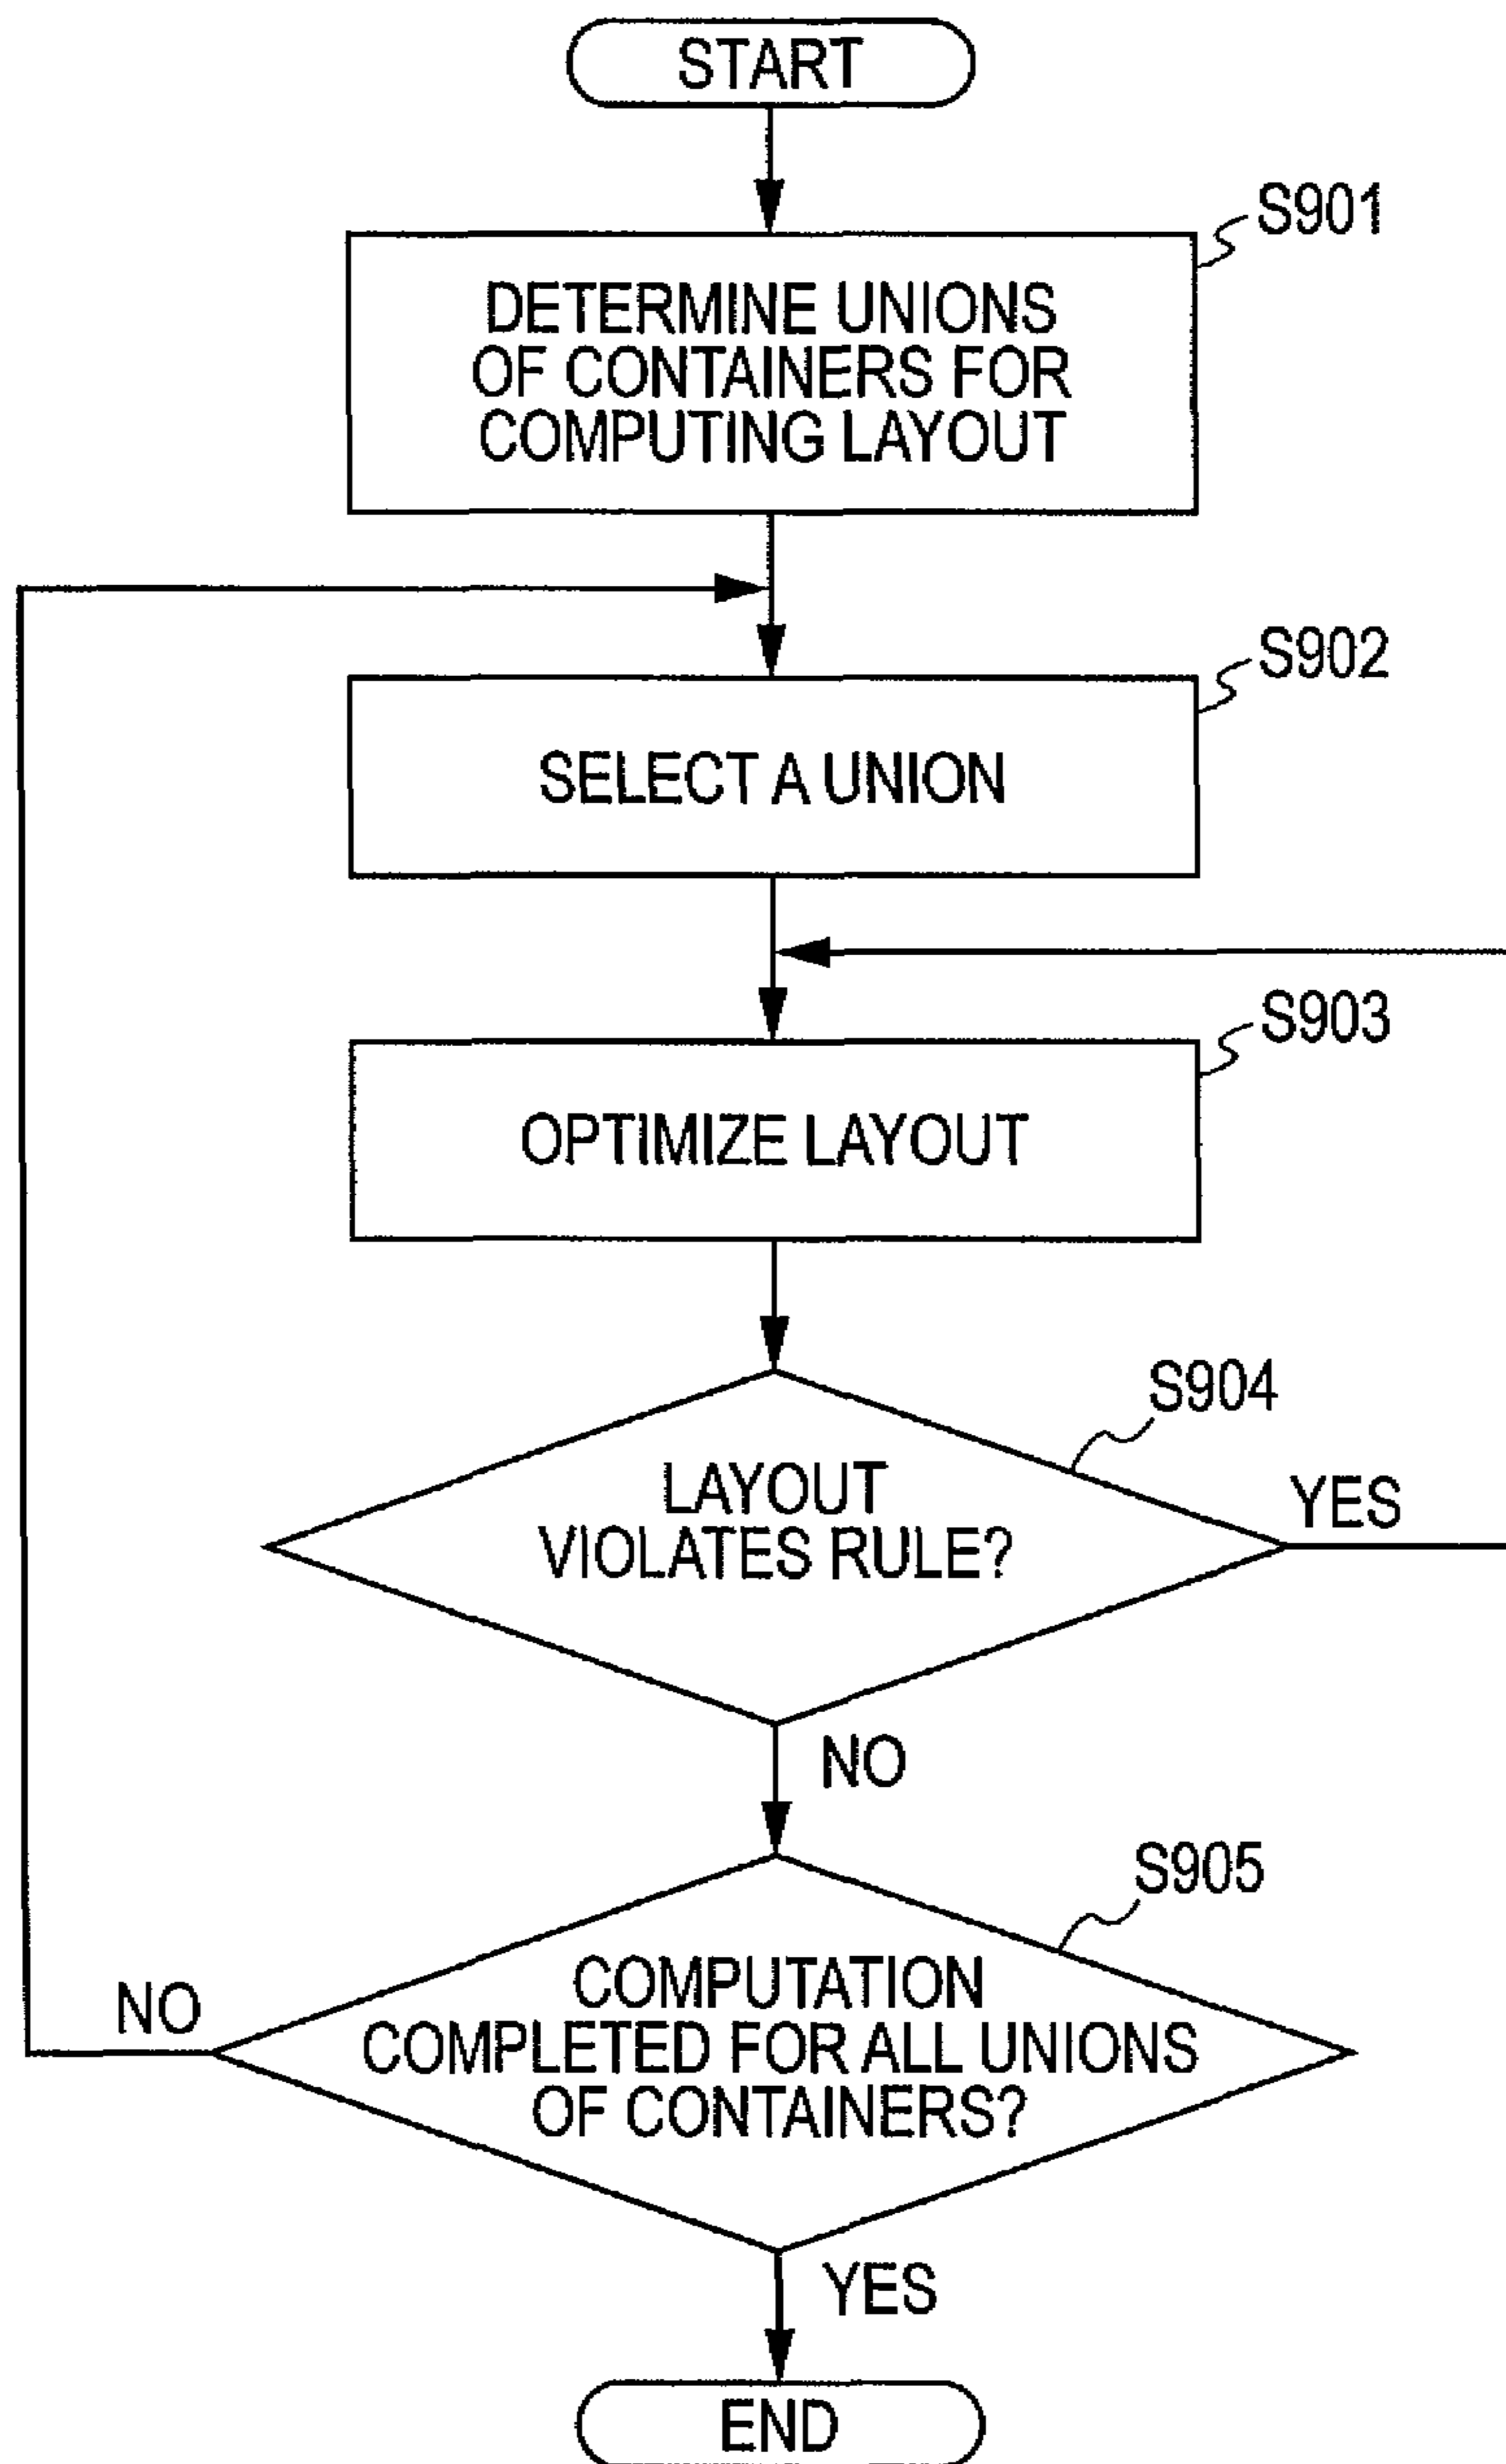 START
S901
DETERMINE UNIONS
OF CONTAINERS FOR
COMPUTING LAYOUT
S902
SELECT A UNION
S903
OPTIMIZE LAYOUT
S904
LAYOUT
VIOLATES RULE?
YES
NO
S905
COMPUTATION
COMPLETED FOR ALL UNIONS
OF CONTAINERS?
NO
YES
END